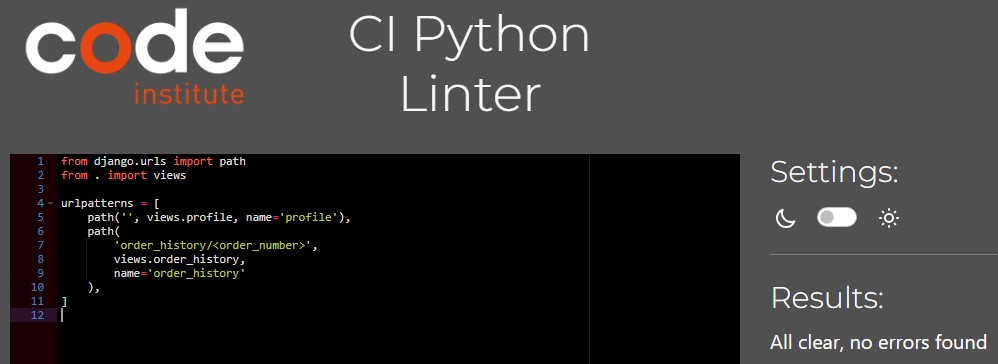 code
institute
CI Python
Linter
1 from django.urls import path
2 from . import views
3
4 urlpatterns = [
5     path('', views.profile, name='profile'),
6     path(
7         'order_history/<order_number>',
8         views.order_history,
9         name='order_history'
10     ),
11 ]
12
Settings:
Results:
All clear, no errors found